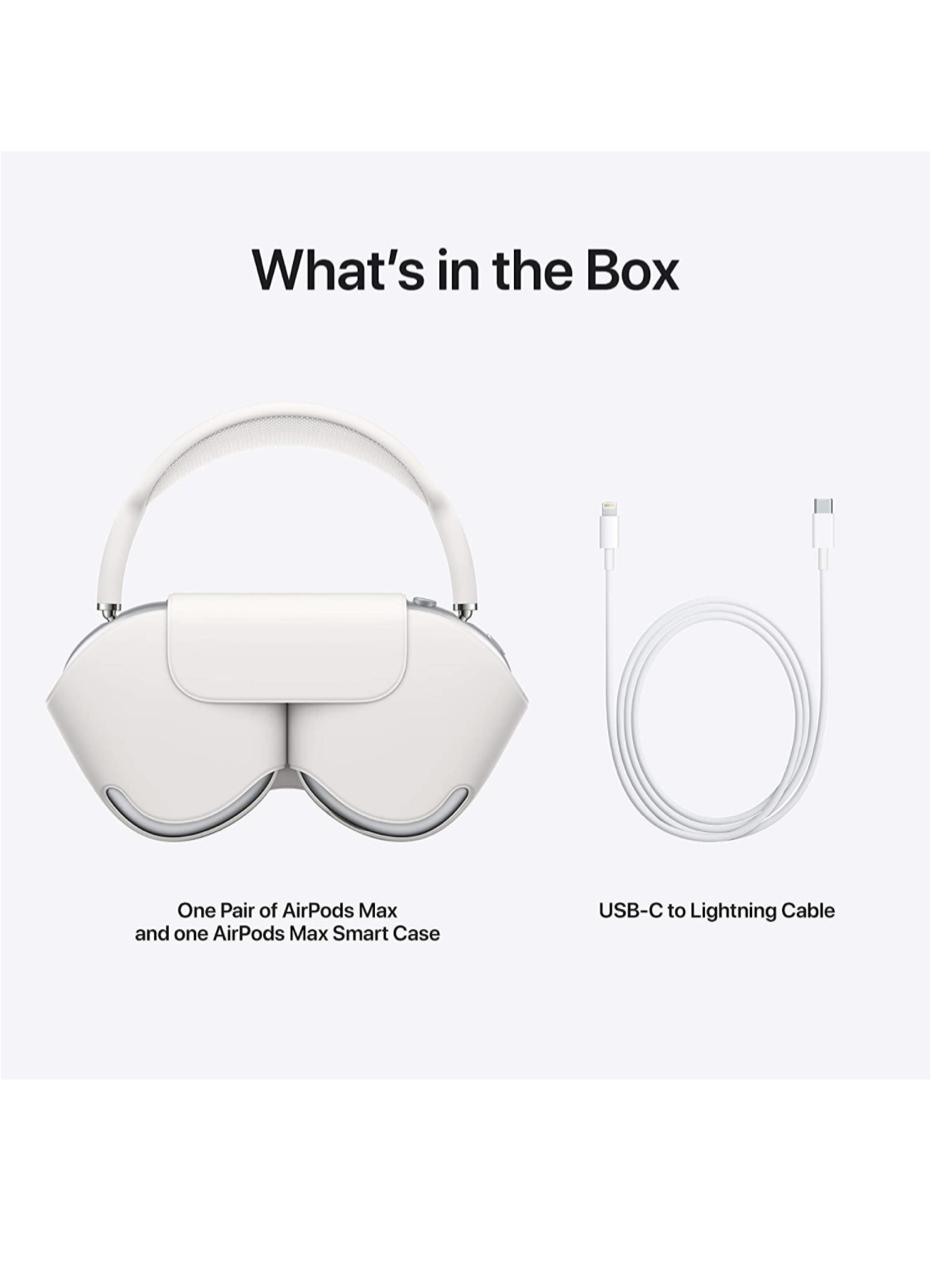 What’s in the Box
One Pair of AirPods Max
and one AirPods Max Smart Case
USB-C to Lightning Cable